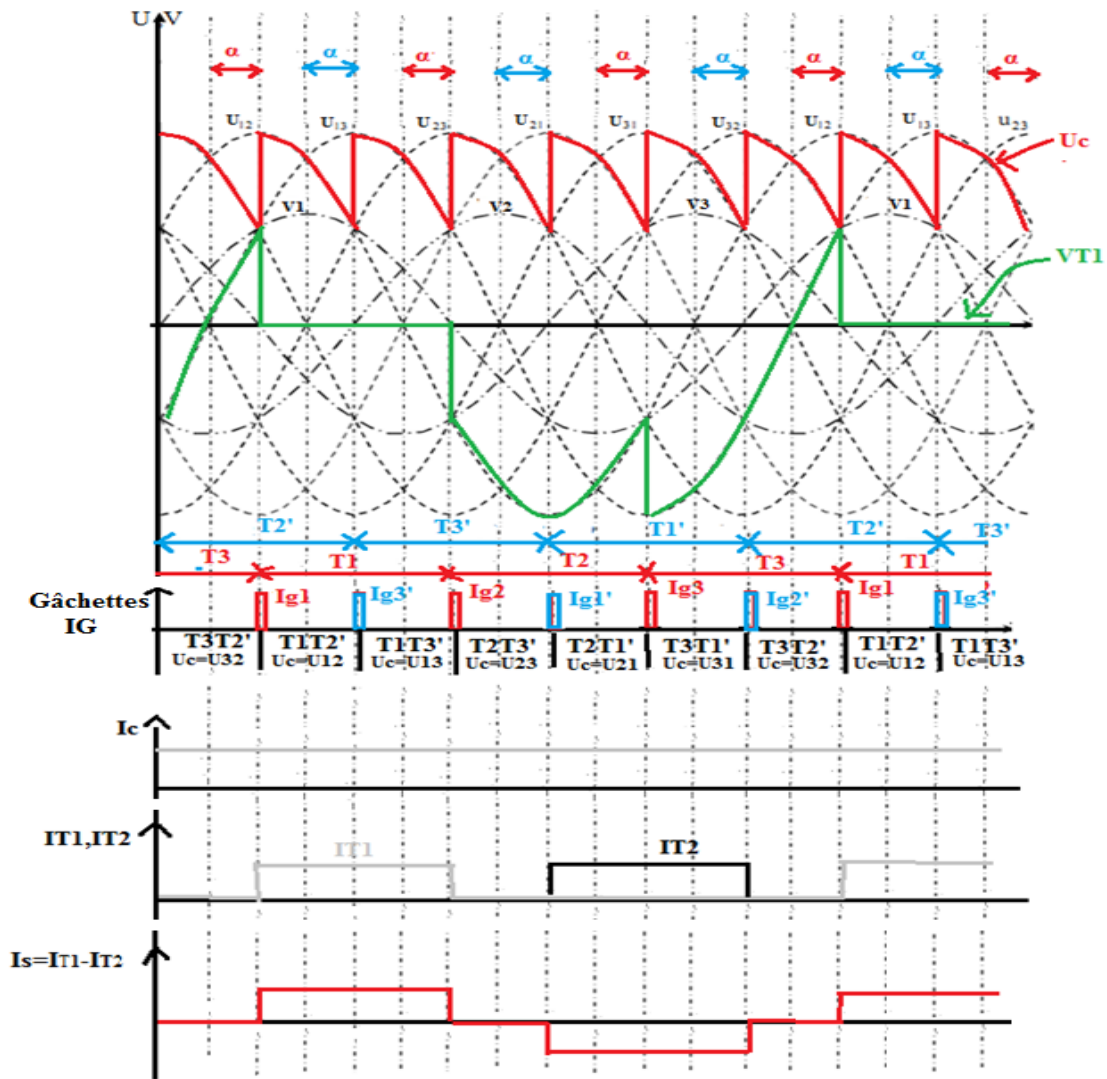 U V
α α α α α α α α α
U12 U13 U23 U21 U31 U32 U12 U13 u23
Uc
V1 V2 V3 V1
VT1
T2' T3' T1' T2' T3'
T3 T1 T2 T3 T1
Gâchettes
IG
Ig1 Ig3' Ig2 Ig1' Ig3 Ig2' Ig1 Ig3'
T3T2' T1T2' T1T3' T2T3' T2T1' T3T1' T3T2' T1T2' T1T3'
Uc=U32 Uc=U12 Uc=U13 Uc=U23 Uc=U21 Uc=U31 Uc=U32 Uc=U12 Uc=U13
Ic
IT1,IT2
IT1 IT2
Is=IT1-IT2